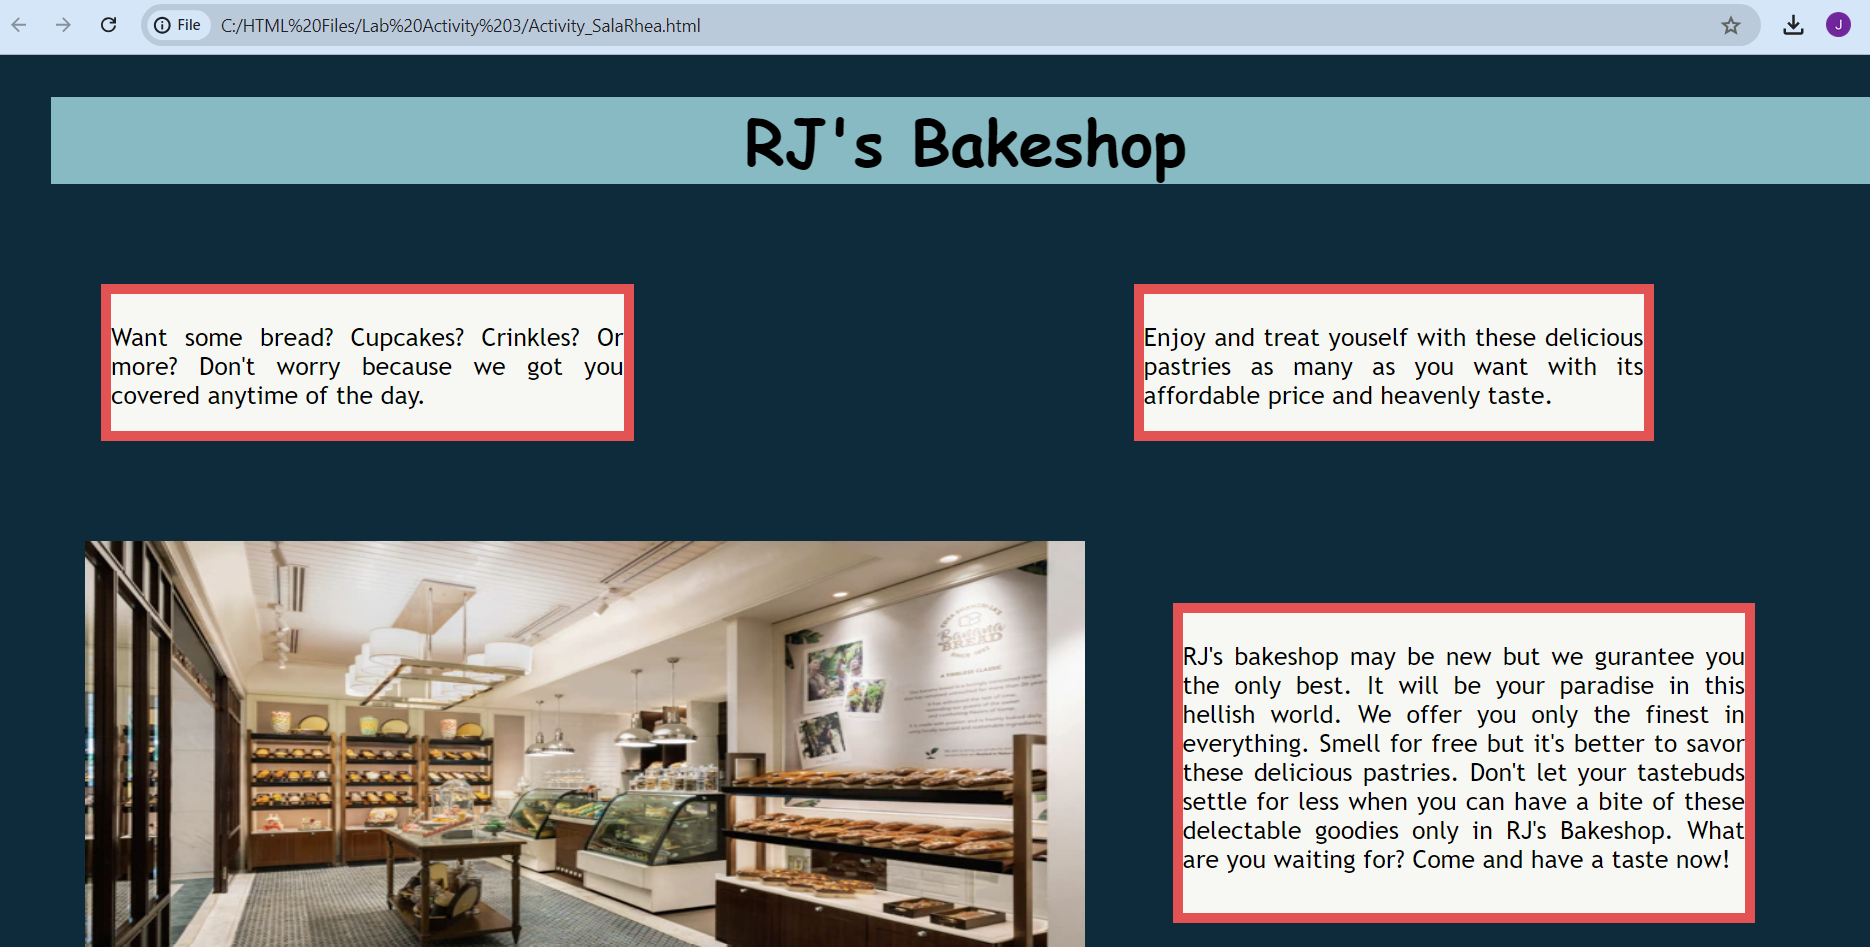 File C:/HTML%20Files/Lab%20Activity%203/Activity_SalaRhea.html
J
RJ's Bakeshop
Want some bread? Cupcakes? Crinkles? Or
more? Don't worry because we got you
covered anytime of the day.
Enjoy and treat youself with these delicious
pastries as many as you want with its
affordable price and heavenly taste.
Banana
BREAD
A TIMELESS CLASSIC
RJ's bakeshop may be new but we gurantee you
the only best. It will be your paradise in this
hellish world. We offer you only the finest in
everything. Smell for free but it's better to savor
these delicious pastries. Don't let your tastebuds
settle for less when you can have a bite of these
delectable goodies only in RJ's Bakeshop. What
are you waiting for? Come and have a taste now!